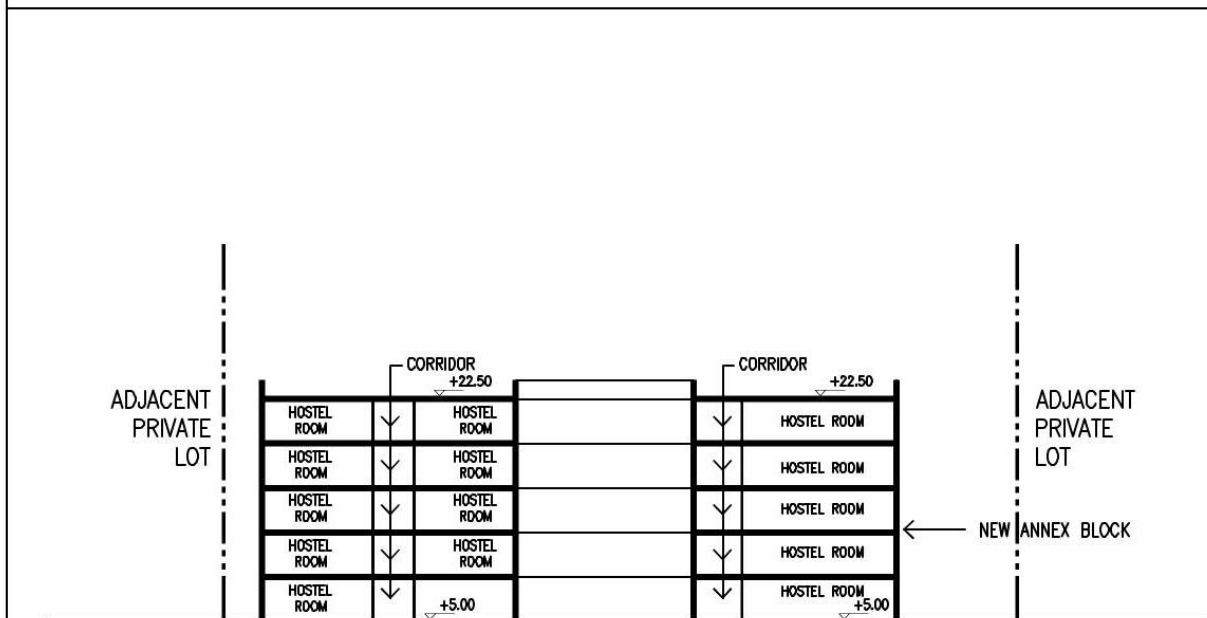 CORRIDOR
CORRIDOR
+22.50
+22.50
ADJACENT
PRIVATE
LOT
ADJACENT
PRIVATE
LOT
HOSTEL
ROOM
HOSTEL
ROOM
HOSTEL ROOM
HOSTEL
ROOM
HOSTEL
ROOM
HOSTEL ROOM
HOSTEL
ROOM
HOSTEL
ROOM
HOSTEL ROOM
NEW ANNEX BLOCK
HOSTEL
ROOM
HOSTEL
ROOM
HOSTEL ROOM
HOSTEL
ROOM
+5.00
HOSTEL ROOM
+5.00